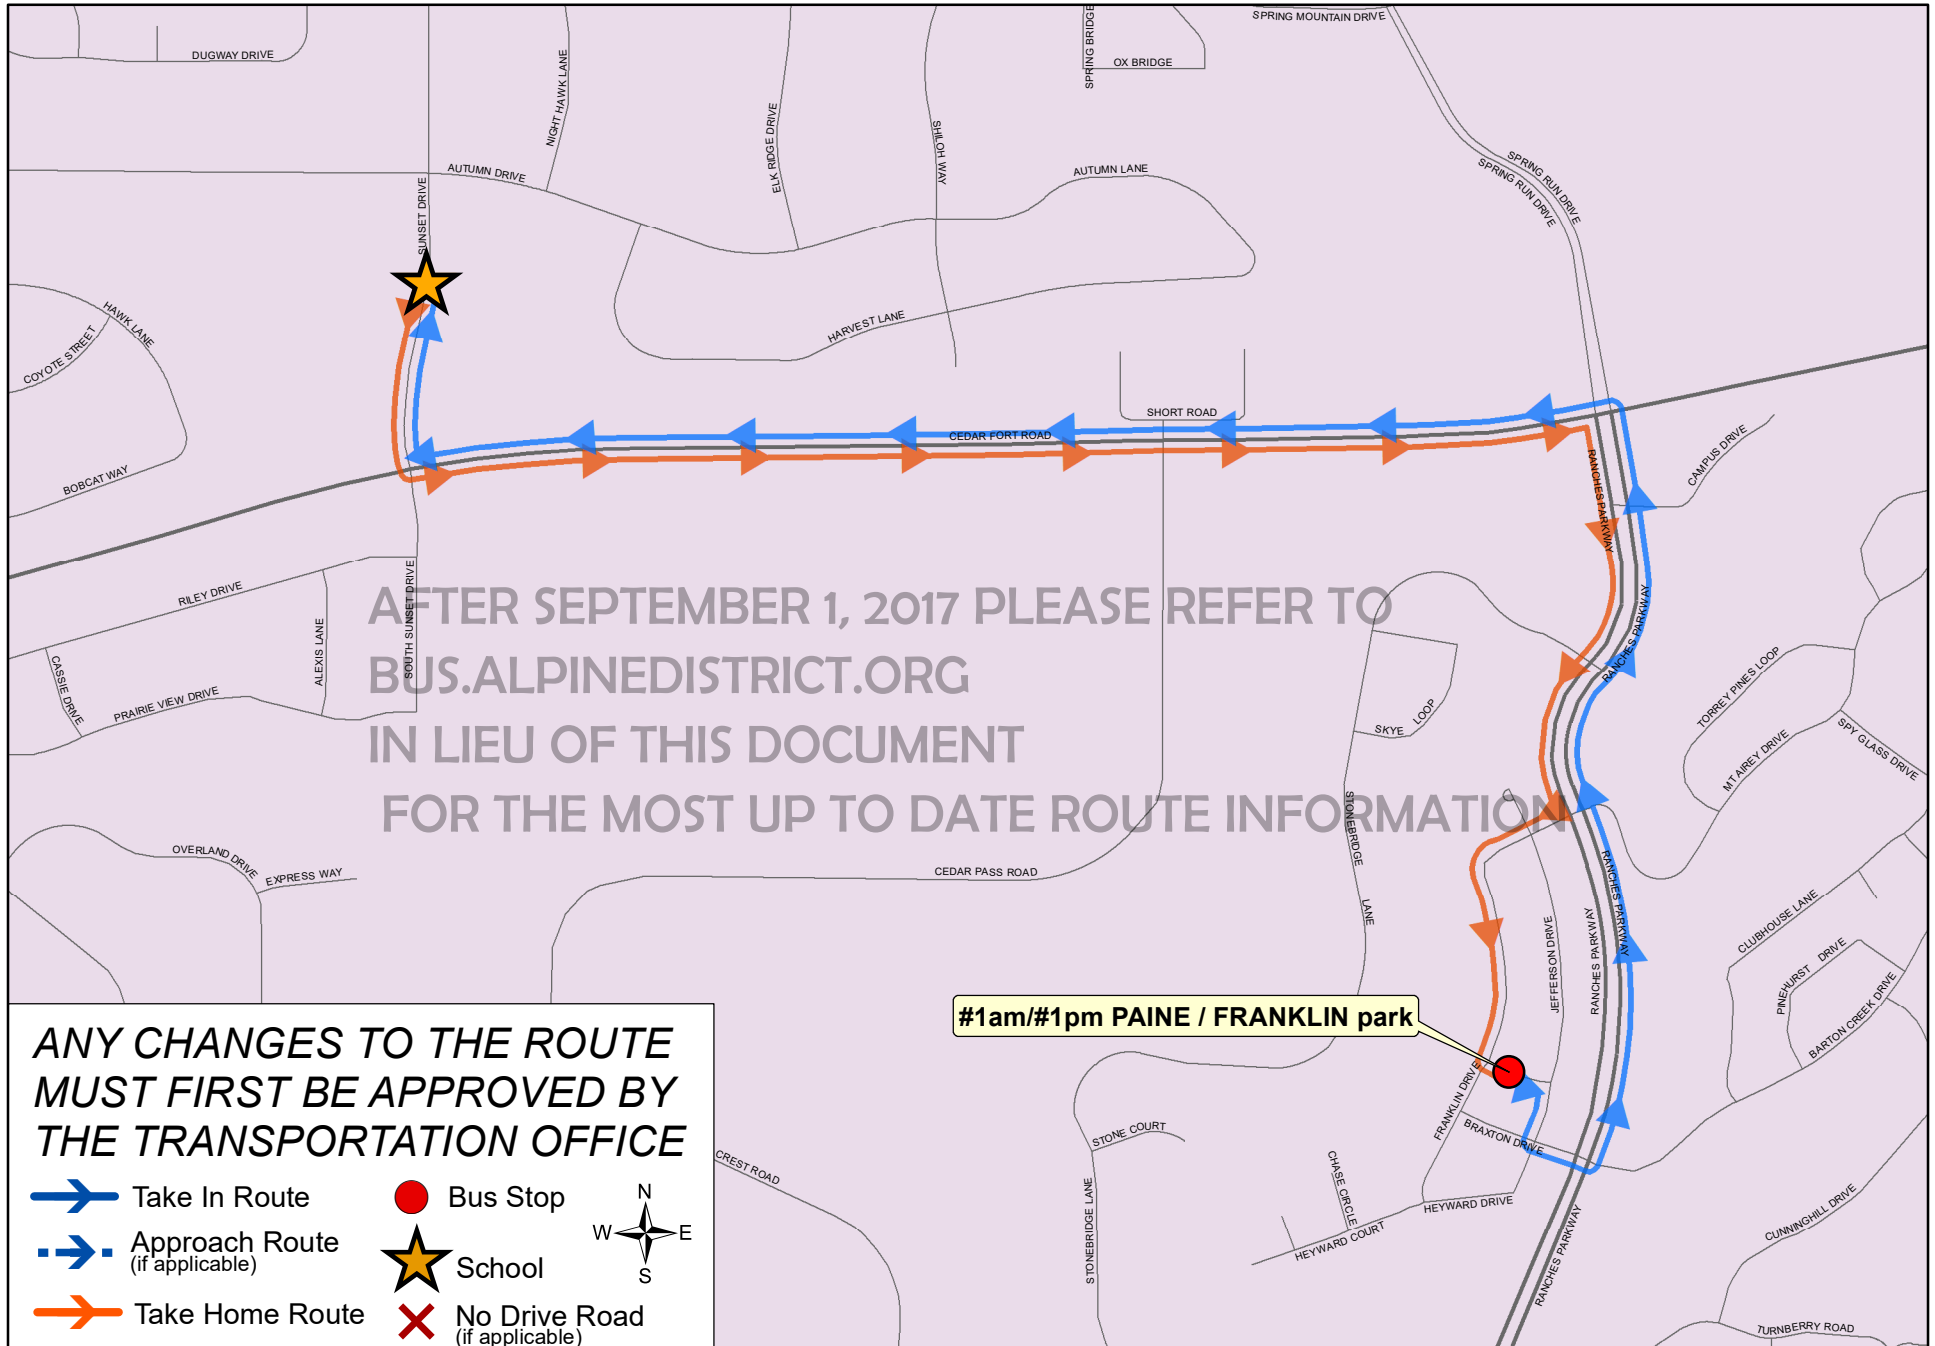 SPRING MOUNTAIN DRIVE
DUGWAY DRIVE
NIGHT HAWK LANE
SPRING BRIDGE
OX BRIDGE
ELK RIDGE DRIVE
SHILOH WAY
AUTUMN DRIVE
AUTUMN LANE
SPRING RUN DRIVE
SPRING RUN DRIVE
SUNSET DRIVE
HAWK LANE
COYOTE STREET
HARVEST LANE
SHORT ROAD
CEDAR FORT ROAD
BOBCAT WAY
RANCHES PARKWAY
CAMPUS DRIVE
RILEY DRIVE
ALEXIS LANE
SOUTH SUNSET DRIVE
CASSIE DRIVE
PRAIRIE VIEW DRIVE
AFTER SEPTEMBER 1, 2017 PLEASE REFER TO
BUS.ALPINEDISTRICT.ORG
IN LIEU OF THIS DOCUMENT
FOR THE MOST UP TO DATE ROUTE INFORMATION
RANCHES PARKWAY
SKYE LOOP
TORREY PINES LOOP
MT AIREY DRIVE
SPY GLASS DRIVE
STONEBRIDGE LANE
OVERLAND DRIVE
EXPRESS WAY
CEDAR PASS ROAD
RANCHES PARKWAY
JEFFERSON DRIVE
RANCHES PARKWAY
CLUBHOUSE LANE
PINEHURST DRIVE
BARTON CREEK DRIVE
#1am/#1pm PAINE / FRANKLIN park
FRANKLIN DRIVE
BRAXTON DRIVE
STONE COURT
CHASE CIRCLE
HEYWARD DRIVE
HEYWARD COURT
STONEBRIDGE LANE
CREST ROAD
CUNNINGHILL DRIVE
RANCHES PARKWAY
TURNBERRY ROAD
ANY CHANGES TO THE ROUTE
MUST FIRST BE APPROVED BY
THE TRANSPORTATION OFFICE
Take In Route
Bus Stop
Approach Route
(if applicable)
School
Take Home Route
No Drive Road
(if applicable)
N
W E
S